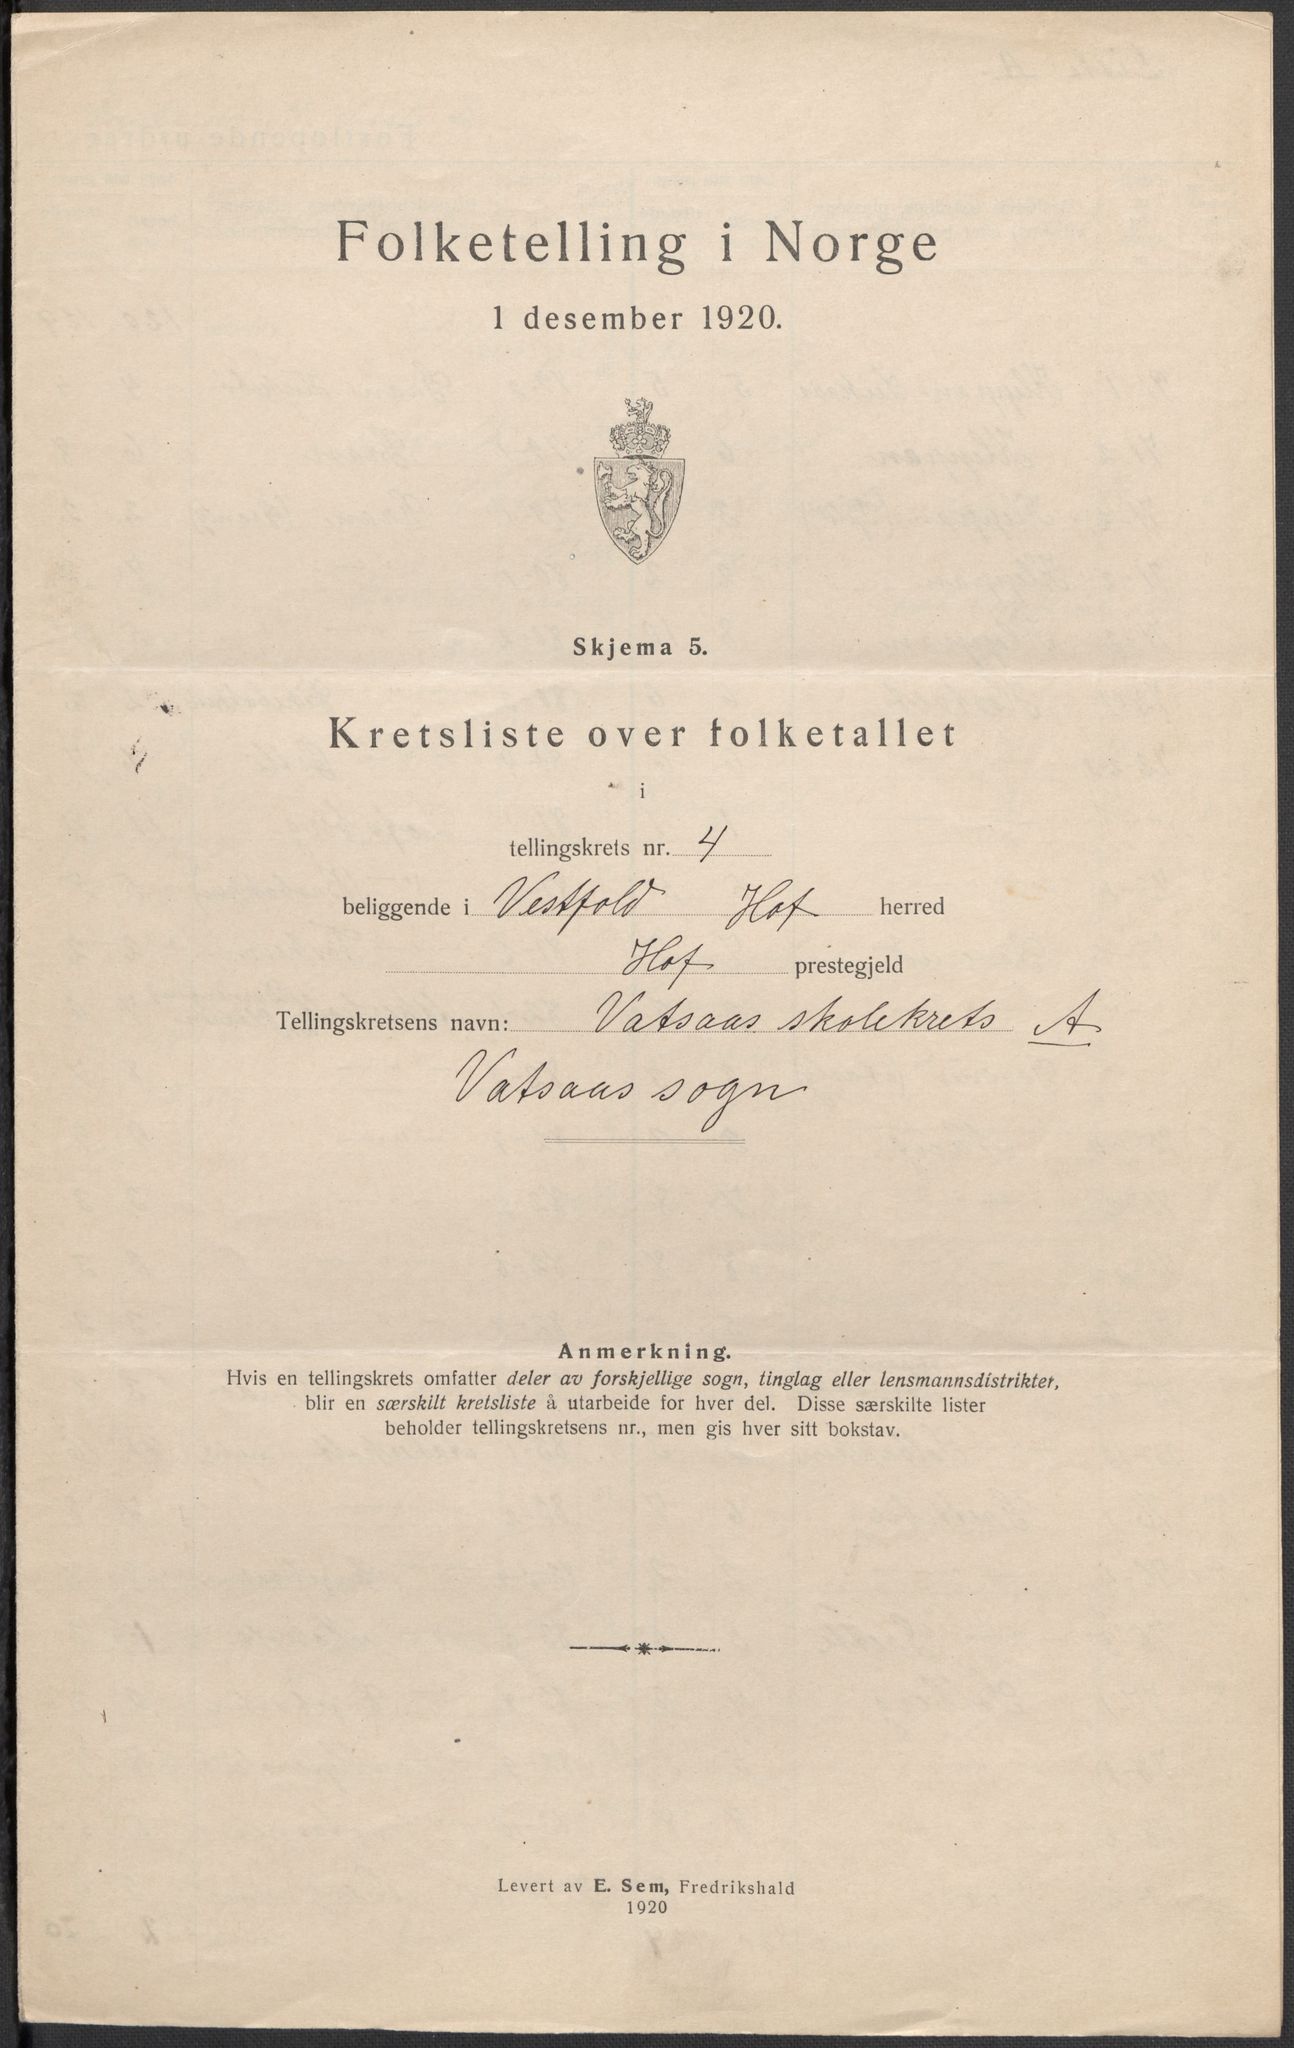 Folketelling i Norge
1 desember 1920.
Skjema 5.
Kretsliste over folketallet
i
tellingskrets nr. 4
beliggende i Vestfold Hof herred
Hof prestegjeld
Tellingskretsens navn: Vatsaas skolekrets A
Vatsaas sogn
Anmerkning.
Hvis en tellingskrets omfatter deler av forskjellige sogn, tinglag eller lensmannsdistrikter,
blir en særskilt kretsliste å utarbeide for hver del. Disse særskilte lister
beholder tellingskretsens nr., men gis hver sitt bokstav.
Levert av E. Sem, Fredrikshald
1920